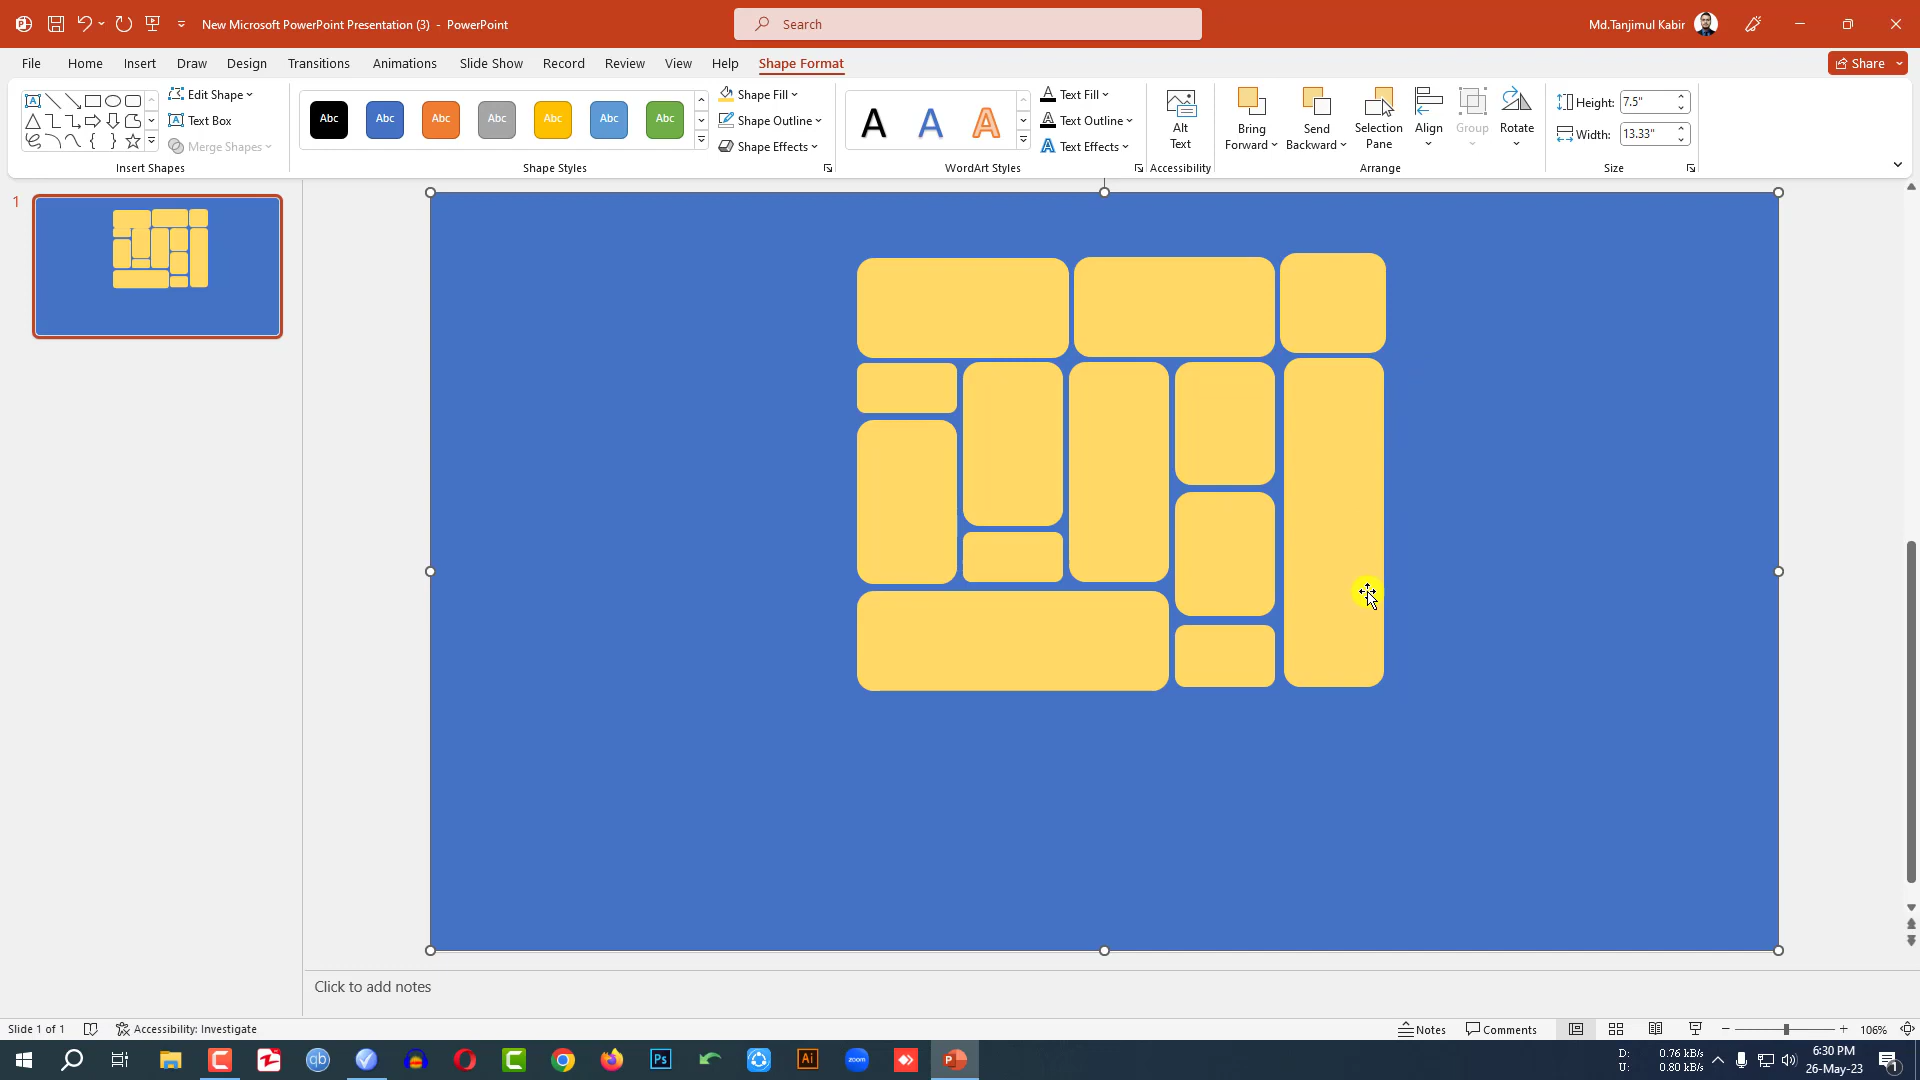 New Microsoft PowerPoint Presentation (3) - PowerPoint
Search
Md.Tanjimul Kabir
File Home Insert Draw Design Transitions Animations Slide Show Record Review View Help Shape Format
Share
Edit Shape
Text Box
Merge Shapes
Insert Shapes
Abc Abc Abc Abc Abc Abc Abc
Shape Fill
Shape Outline
Shape Effects
Shape Styles
A A A
Text Fill
Text Outline
Text Effects
WordArt Styles
Alt Text
Accessibility
Bring Forward
Send Backward
Selection Pane
Align
Group
Rotate
Arrange
Height: 7.5"
Width: 13.33"
Size
1
Click to add notes
Slide 1 of 1
Accessibility: Investigate
Notes
Comments
106%
qb
Ps
Ai
zoom
D: 0.76 kB/s
U: 0.80 kB/s
6:30 PM
26-May-23
1